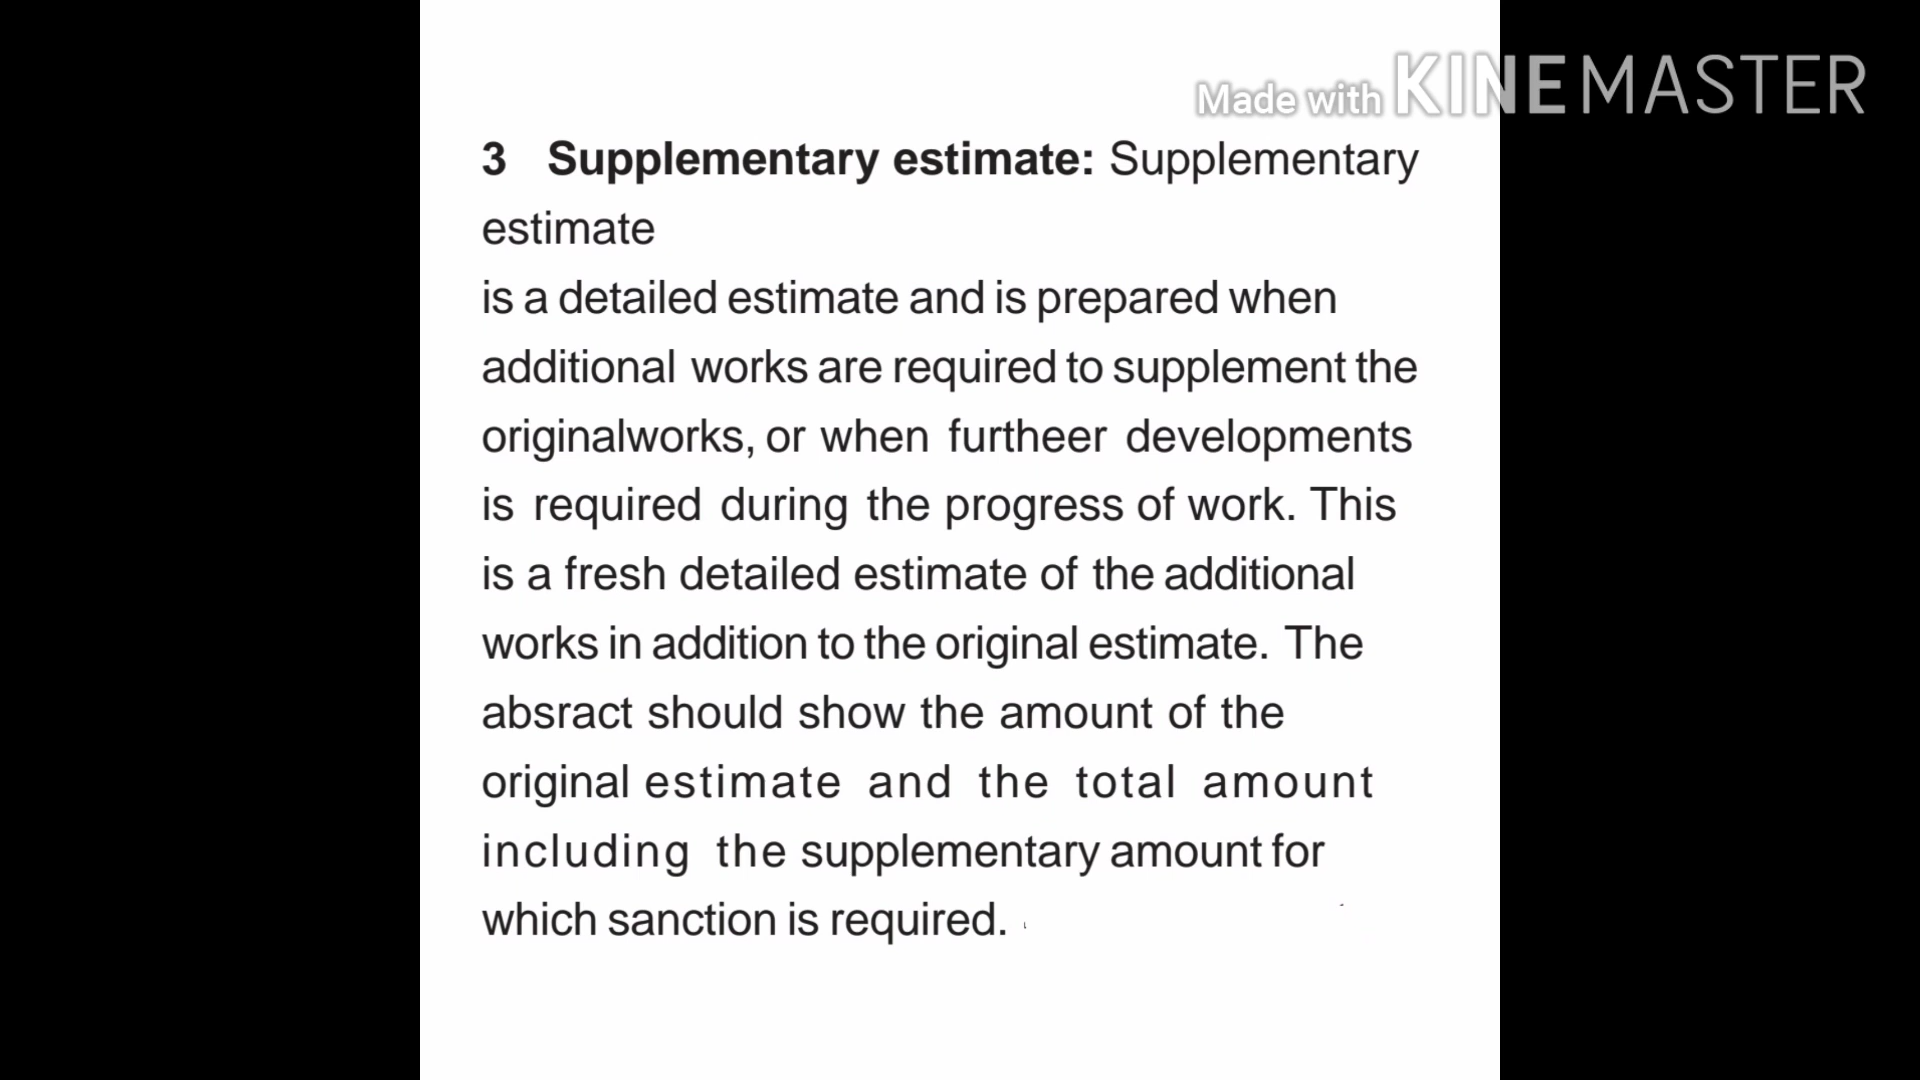 Made with KINEMASTER
3 Supplementary estimate: Supplementary
estimate
is a detailed estimate and is prepared when
additional works are required to supplement the
originalworks, or when furtheer developments
is required during the progress of work. This
is a fresh detailed estimate of the additional
works in addition to the original estimate. The
absract should show the amount of the
original estimate and the total amount
including the supplementary amount for
which sanction is required.